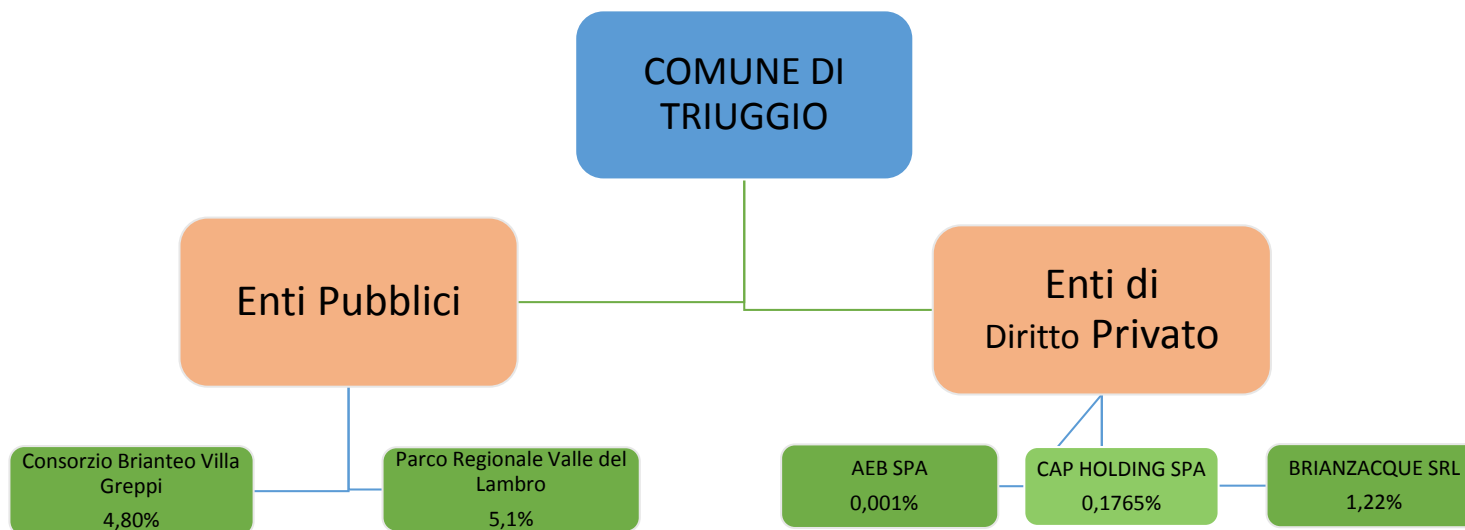 COMUNE DI
TRIUGGIO
Enti Pubblici
Enti di
Diritto Privato
Consorzio Brianteo Villa
Greppi
4,80%
Parco Regionale Valle del
Lambro
5,1%
AEB SPA
0,001%
CAP HOLDING SPA
0,1765%
BRIANZACQUE SRL
1,22%